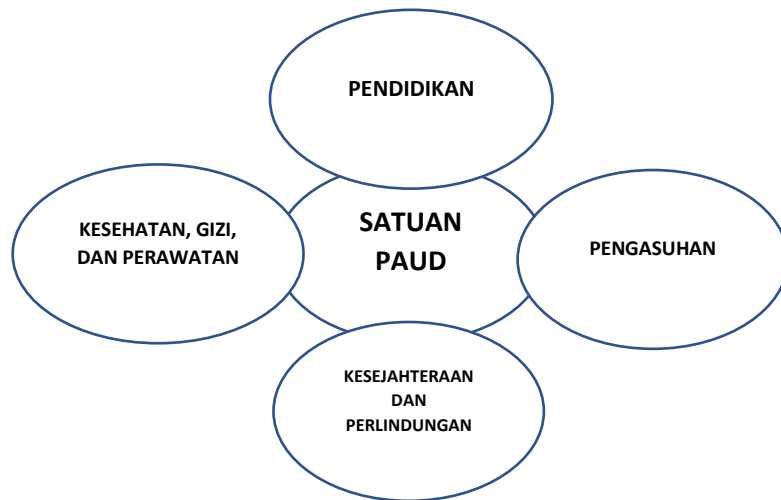 PENDIDIKAN
KESEHATAN, GIZI,
DAN PERAWATAN
SATUAN
PAUD
PENGASUHAN
KESEJAHTERAAN
DAN
PERLINDUNGAN